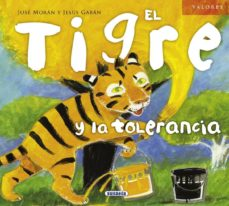 JOSÉ MORÁN Y JESÚS GABÁN
VALORES
EL
Tigre
y la tolerancia
susaeta